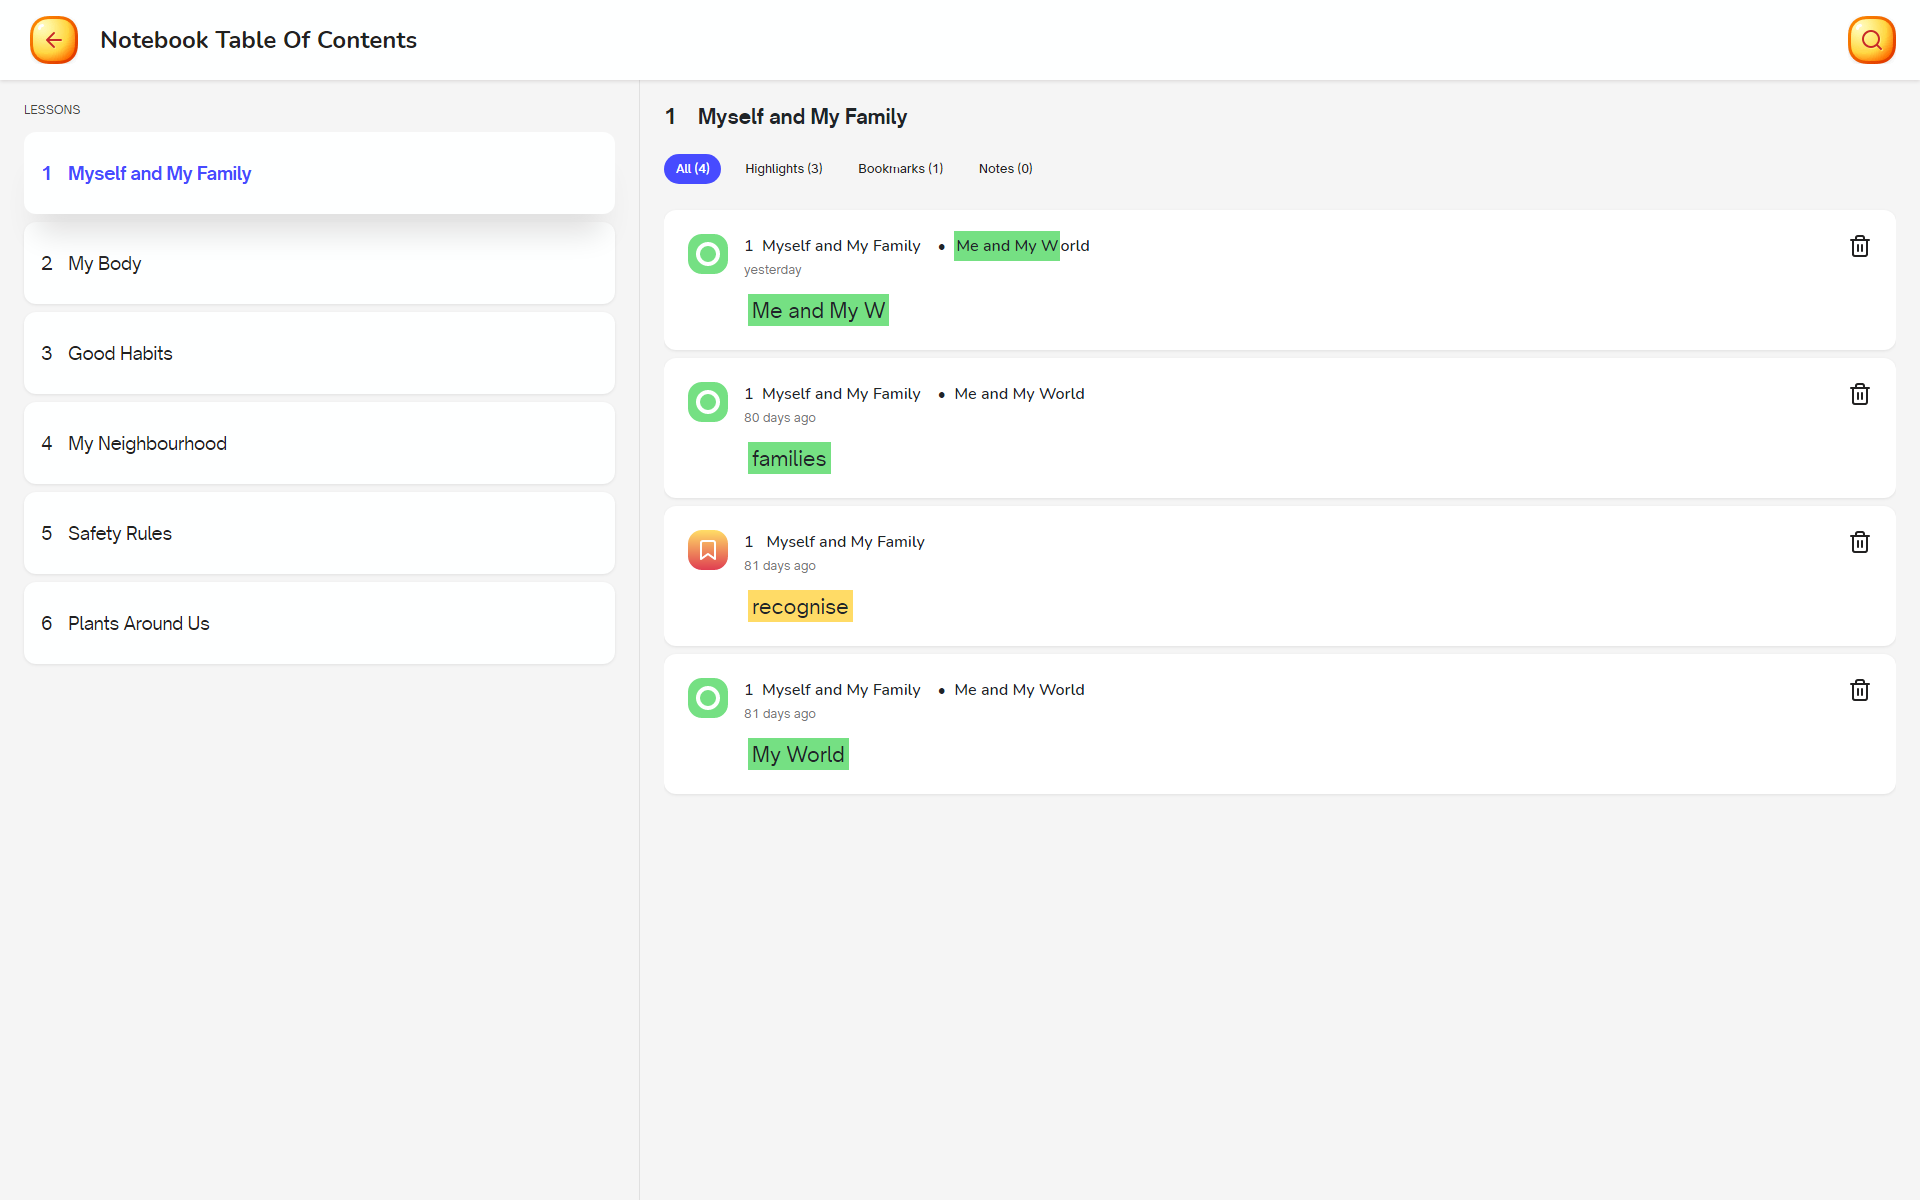 Notebook Table Of Contents
LESSONS
1 Myself and My Family
2 My Body
3 Good Habits
4 My Neighbourhood
5 Safety Rules
6 Plants Around Us
1 Myself and My Family
All (4) Highlights (3) Bookmarks (1) Notes (0)
1 Myself and My Family • Me and My World
yesterday
Me and My W
1 Myself and My Family • Me and My World
80 days ago
families
1 Myself and My Family
81 days ago
recognise
1 Myself and My Family • Me and My World
81 days ago
My World